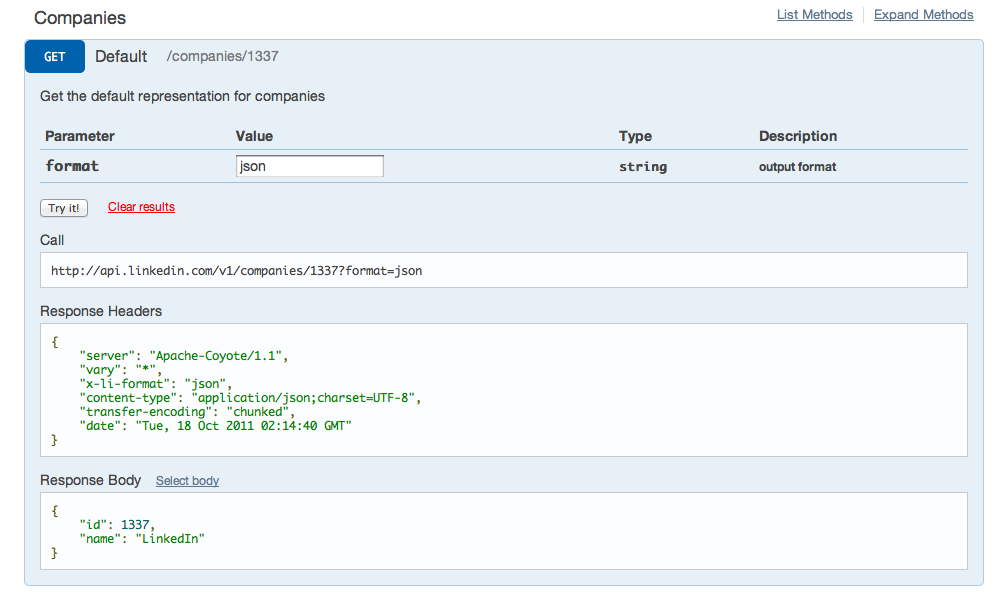 Companies
List Methods
Expand Methods
GET Default /companies/1337
Get the default representation for companies
Parameter Value Type Description
format json string output format
Try it! Clear results
Call
http://api.linkedin.com/v1/companies/1337?format=json
Response Headers
{
"server": "Apache-Coyote/1.1",
"vary": "*",
"x-li-format": "json",
"content-type": "application/json;charset=UTF-8",
"transfer-encoding": "chunked",
"date": "Tue, 18 Oct 2011 02:14:40 GMT"
}
Response Body Select body
{
"id": 1337,
"name": "LinkedIn"
}